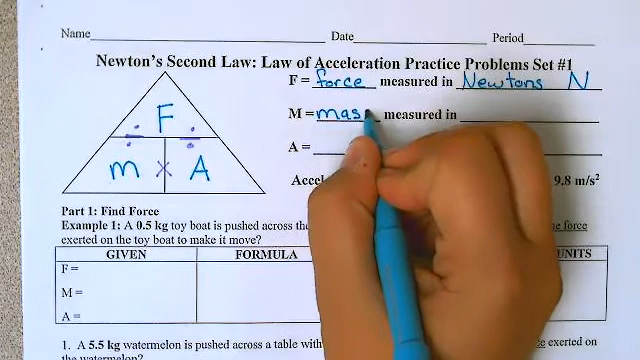 Name Date Period
Newton's Second Law: Law of Acceleration Practice Problems Set #1
F = force measured in Newtons N
M = mas measured in
A =
F
÷ ÷
m x A
9.8 m/s²
Part 1: Find Force
Example 1: A 0.5 kg toy boat is pushed across the the force
exerted on the toy boat to make it move?
GIVEN FORMULA UNITS
F =
M =
A =
1. A 5.5 kg watermelon is pushed across a table with exerted on
the watermelon?